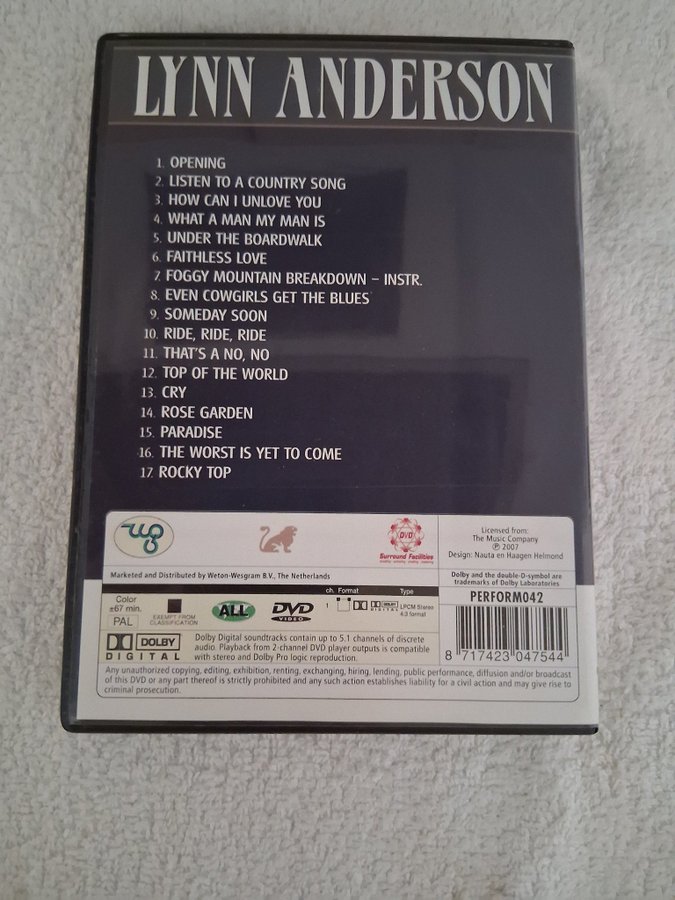 LYNN ANDERSON
1. OPENING
2. LISTEN TO A COUNTRY SONG
3. HOW CAN I UNLOVE YOU
4. WHAT A MAN MY MAN IS
5. UNDER THE BOARDWALK
6. FAITHLESS LOVE
7. FOGGY MOUNTAIN BREAKDOWN – INSTR.
8. EVEN COWGIRLS GET THE BLUES
9. SOMEDAY SOON
10. RIDE, RIDE, RIDE
11. THAT'S A NO, NO
12. TOP OF THE WORLD
13. CRY
14. ROSE GARDEN
15. PARADISE
16. THE WORST IS YET TO COME
17. ROCKY TOP
wg
DVD
Surround Facilities
Licensed from:
The Music Company
℗ 2007
Design: Nauta en Haagen Helmond
Marketed and Distributed by Weton-Wesgram B.V., The Netherlands
Dolby and the double-D-symbol are
trademarks of Dolby Laboratories
Color
±67 min.
PAL
EXEMPT FROM
CLASSIFICATION
ALL
DVD
VIDEO
ch. Format Type
1
LPCM Stereo
4:3 format
PERFORM042
8 717423 047544
DOLBY
DIGITAL
Dolby Digital soundtracks contain up to 5.1 channels of discrete
audio. Playback from 2-channel DVD player outputs is compatible
with stereo and Dolby Pro logic reproduction.
Any unauthorized copying, editing, exhibition, renting, exchanging, hiring, lending, public performance, diffusion and/or broadcast
of this DVD or any part thereof is strictly prohibited and any such action establishes liability for a civil action and may give rise to
criminal prosecution.